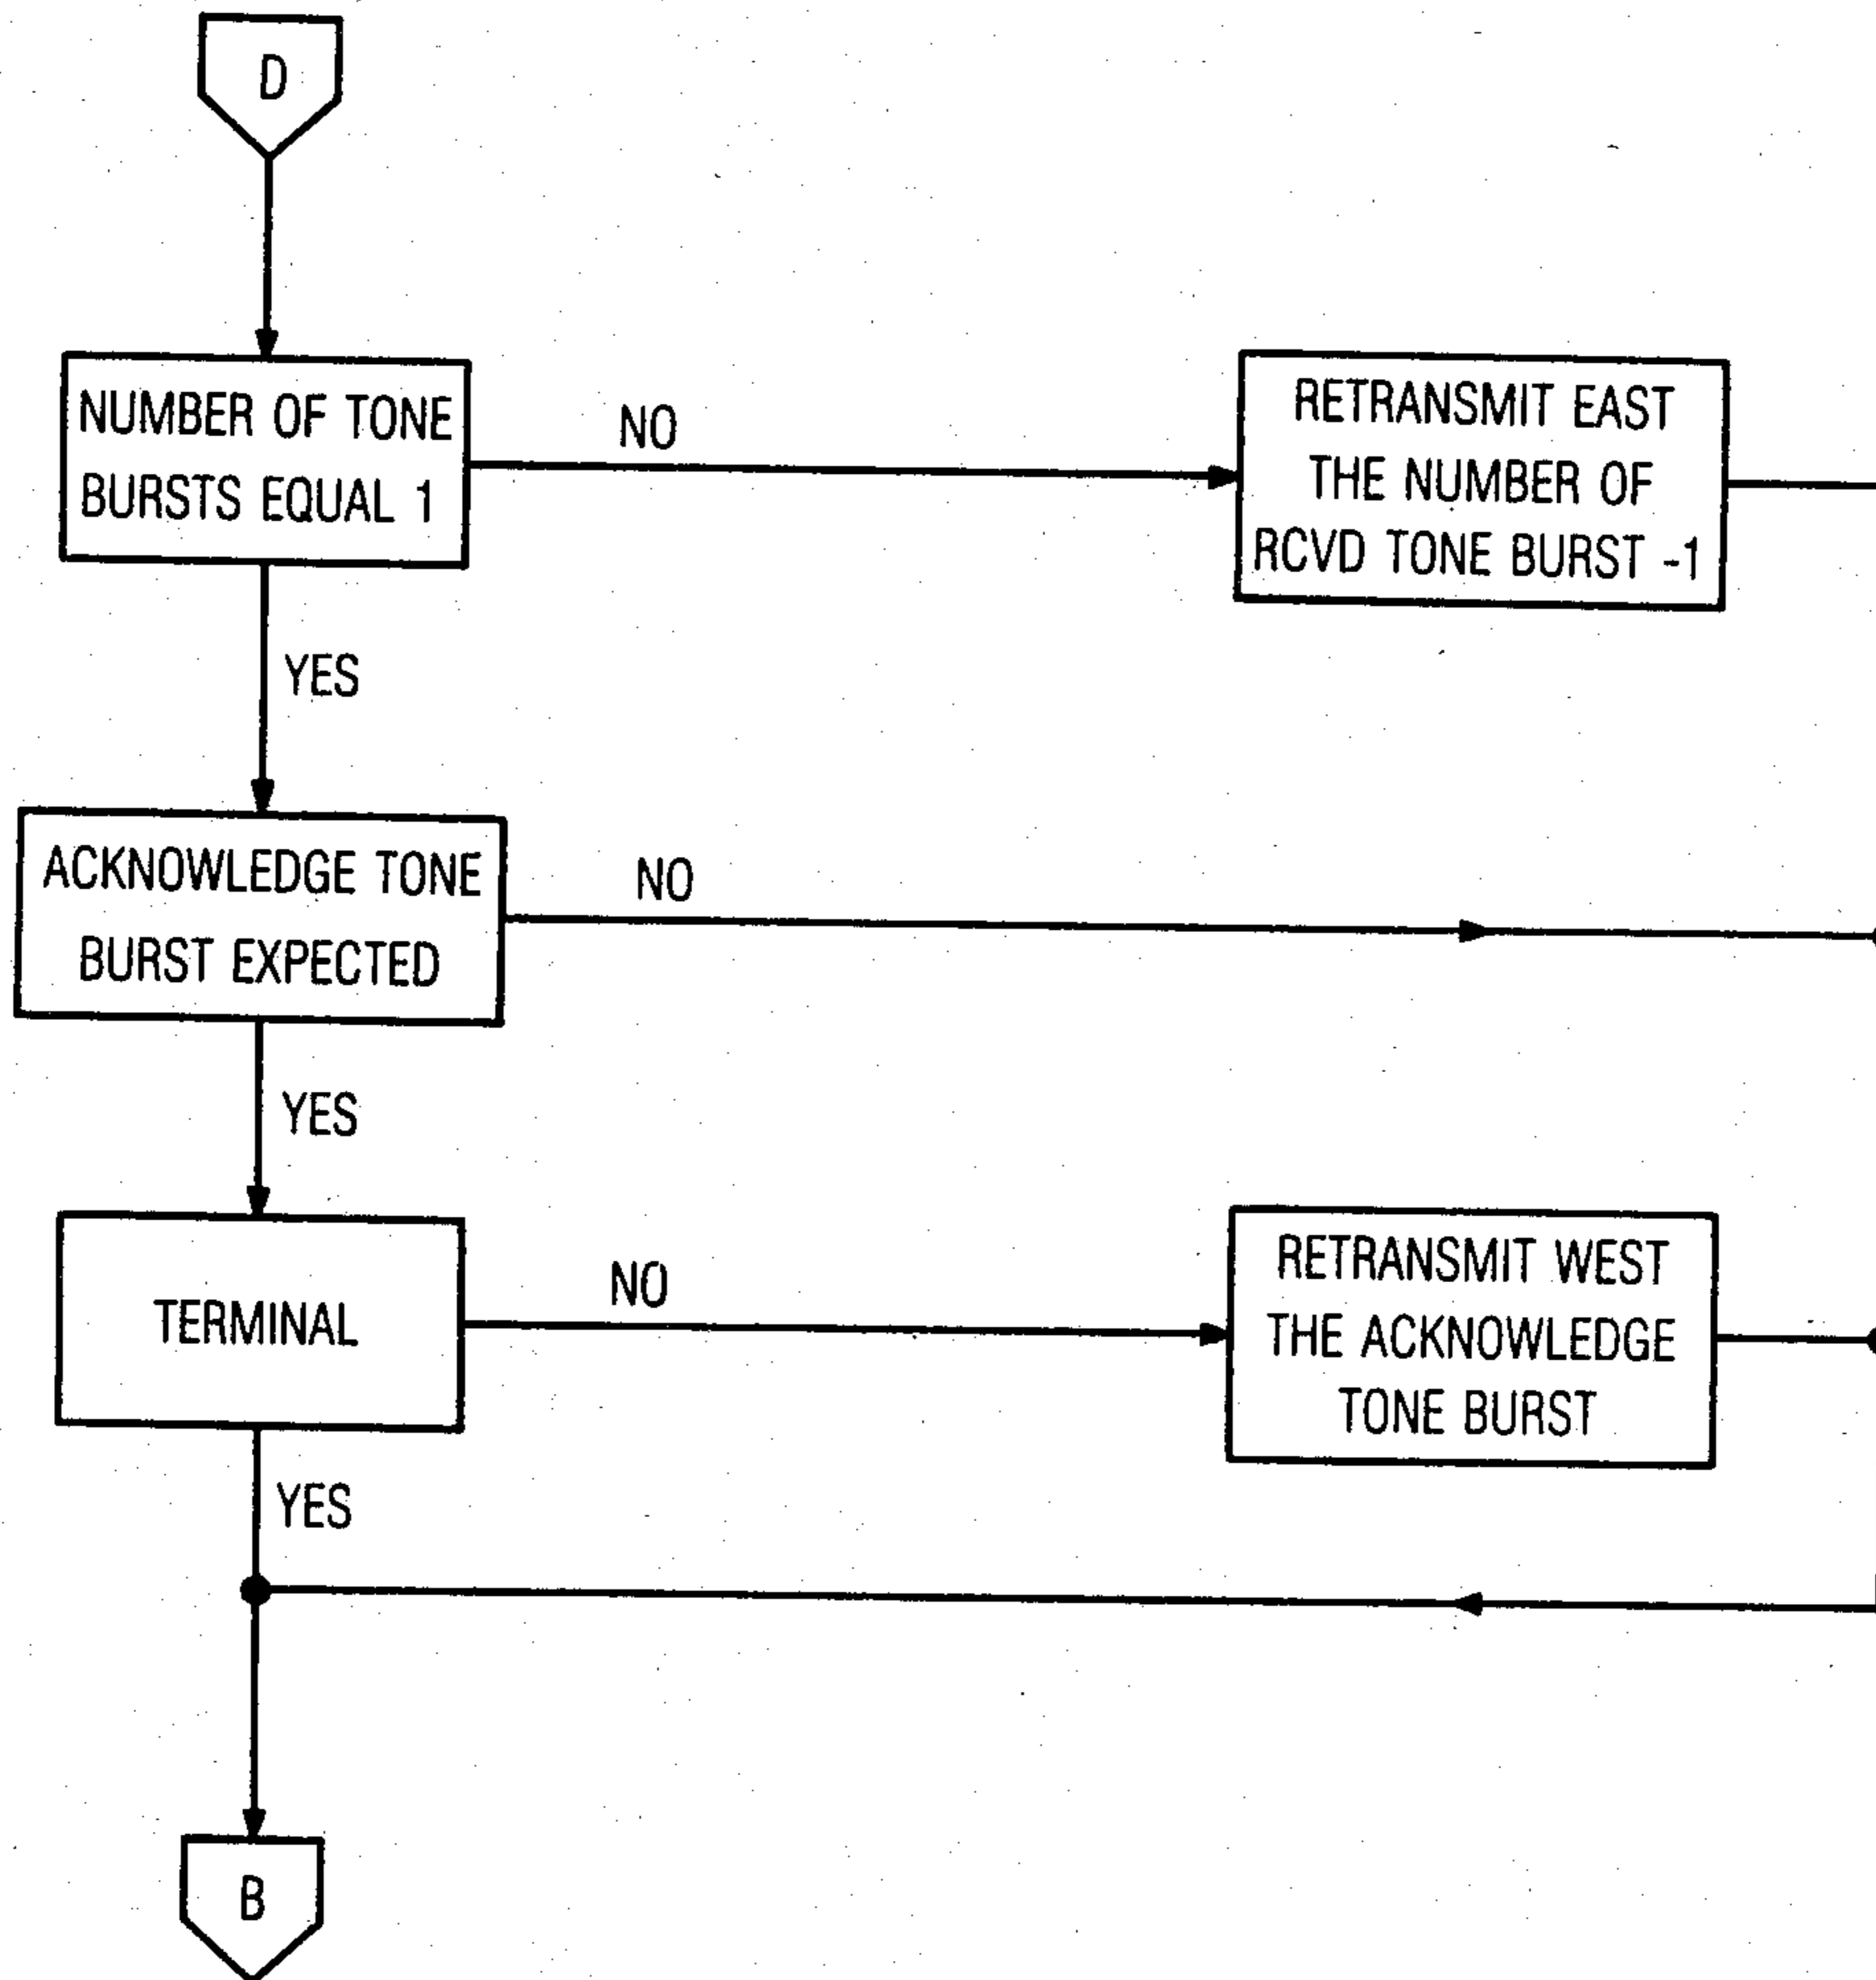 D
NUMBER OF TONE
BURSTS EQUAL 1
NO
RETRANSMIT EAST
THE NUMBER OF
RCVD TONE BURST -1
YES
ACKNOWLEDGE TONE
BURST EXPECTED
NO
YES
TERMINAL
NO
RETRANSMIT WEST
THE ACKNOWLEDGE
TONE BURST
YES
B